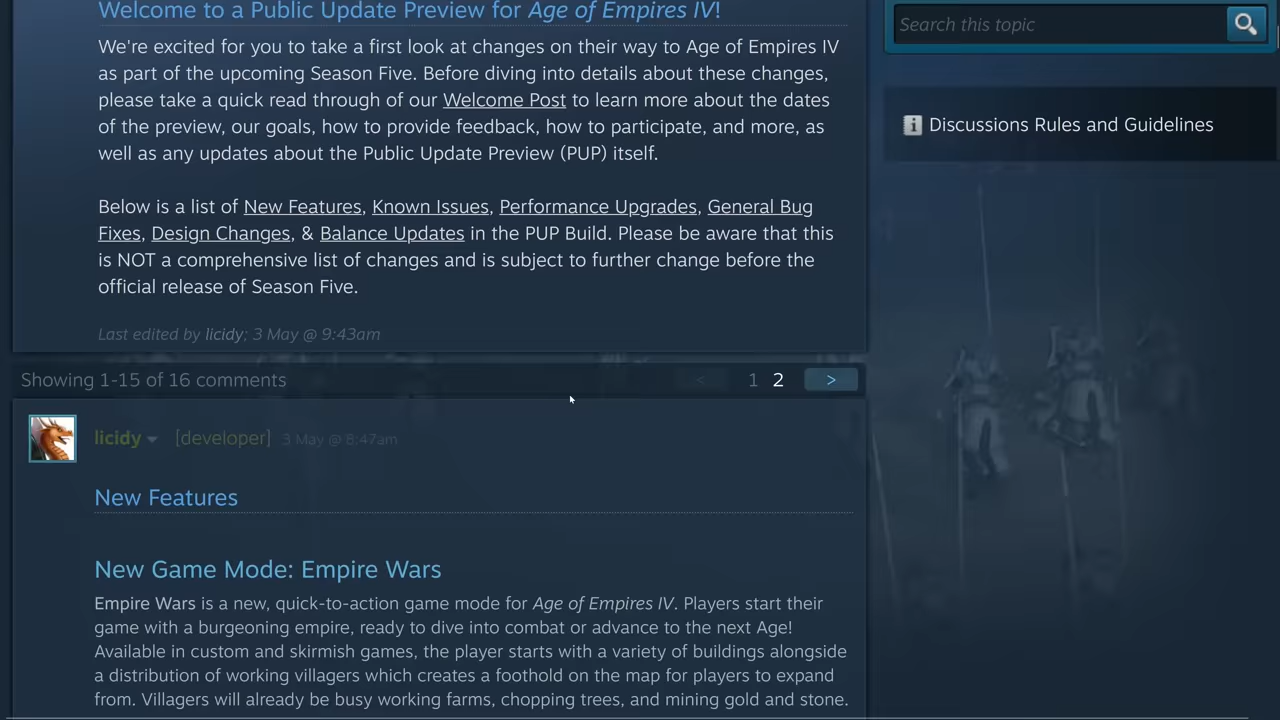 Welcome to a Public Update Preview for Age of Empires IV!
We're excited for you to take a first look at changes on their way to Age of Empires IV
as part of the upcoming Season Five. Before diving into details about these changes,
please take a quick read through of our Welcome Post to learn more about the dates
of the preview, our goals, how to provide feedback, how to participate, and more, as
well as any updates about the Public Update Preview (PUP) itself.
Below is a list of New Features, Known Issues, Performance Upgrades, General Bug
Fixes, Design Changes, & Balance Updates in the PUP Build. Please be aware that this
is NOT a comprehensive list of changes and is subject to further change before the
official release of Season Five.
Last edited by licidy; 3 May @ 9:43am
Search this topic
Discussions Rules and Guidelines
Showing 1-15 of 16 comments
< 1 2 >
licidy [developer] 3 May @ 8:47am
New Features
New Game Mode: Empire Wars
Empire Wars is a new, quick-to-action game mode for Age of Empires IV. Players start their
game with a burgeoning empire, ready to dive into combat or advance to the next Age!
Available in custom and skirmish games, the player starts with a variety of buildings alongside
a distribution of working villagers which creates a foothold on the map for players to expand
from. Villagers will already be busy working farms, chopping trees, and mining gold and stone.